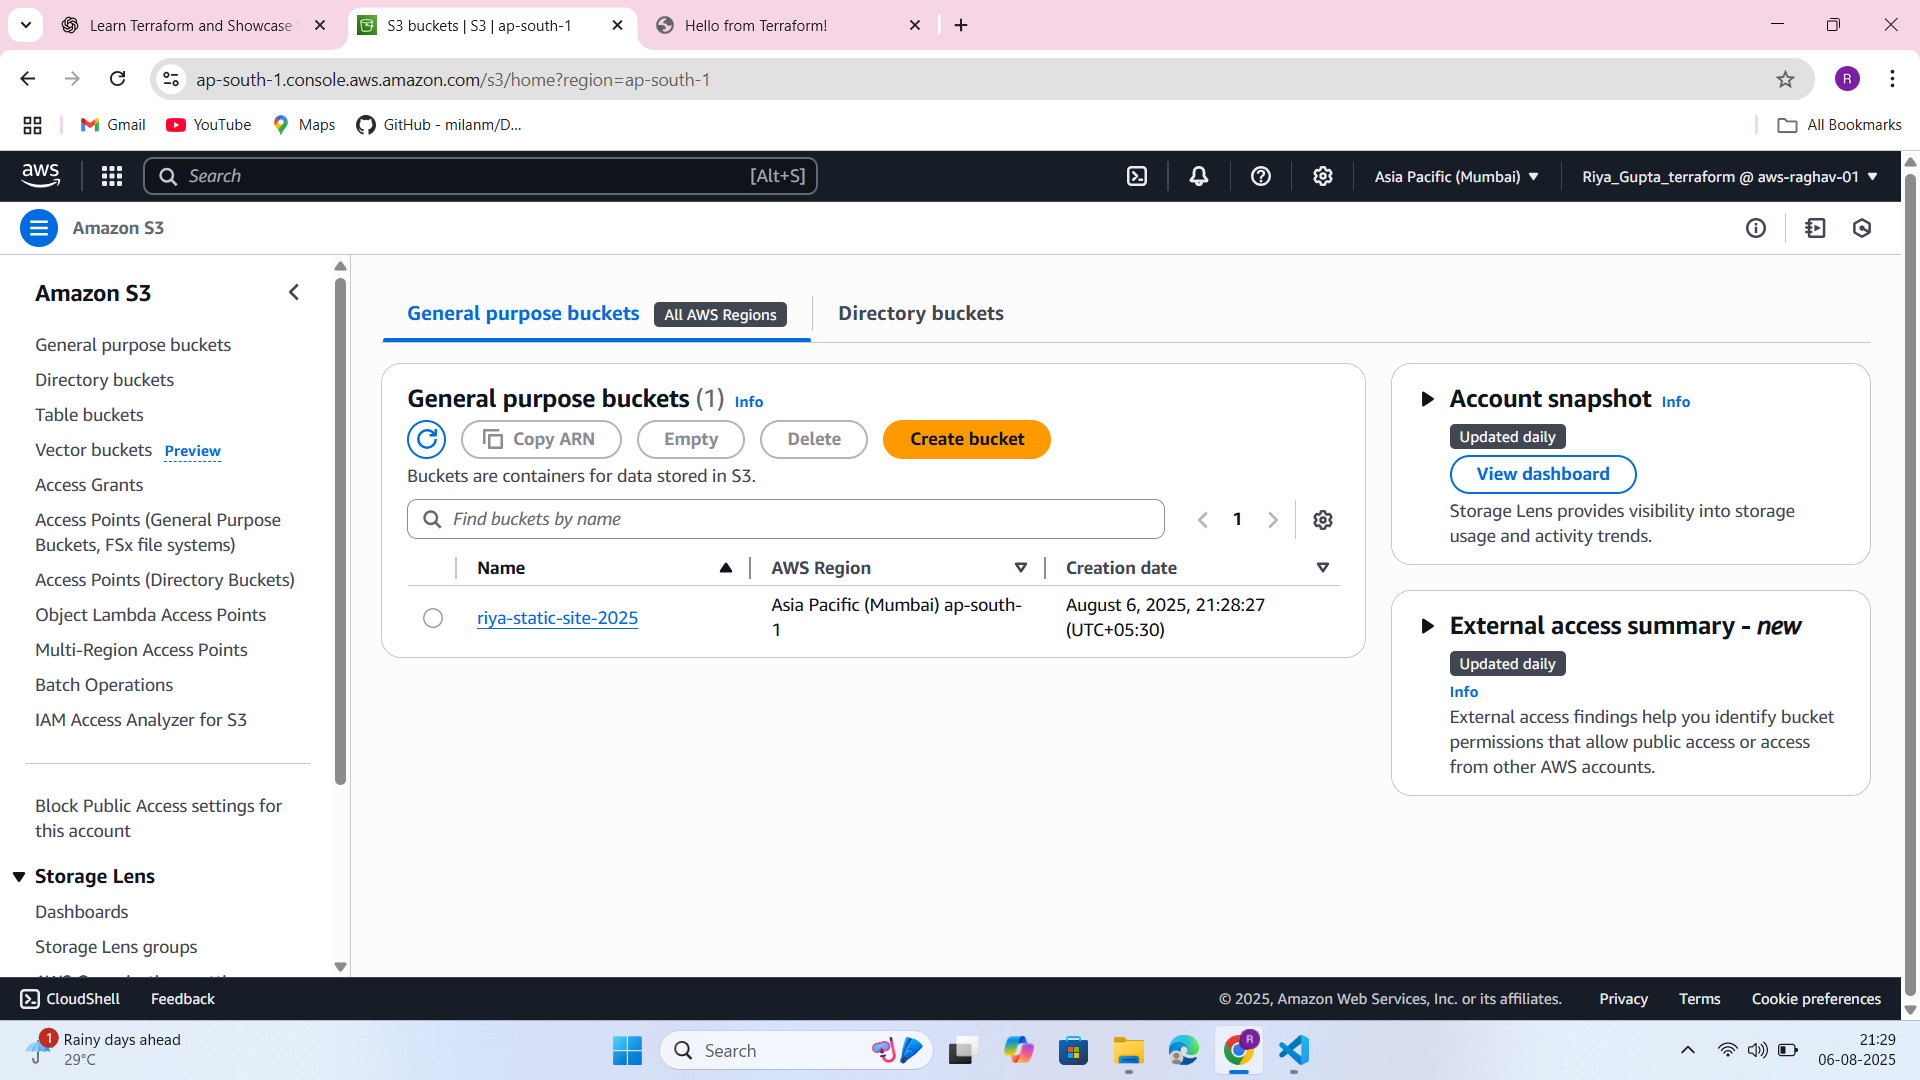 Learn Terraform and Showcase
S3 buckets | S3 | ap-south-1
Hello from Terraform!
ap-south-1.console.aws.amazon.com/s3/home?region=ap-south-1
R
Gmail
YouTube
Maps
GitHub - milanm/D...
All Bookmarks
aws
Search
[Alt+S]
Asia Pacific (Mumbai)
Riya_Gupta_terraform @ aws-raghav-01
Amazon S3
Amazon S3
General purpose buckets
Directory buckets
Table buckets
Vector buckets Preview
Access Grants
Access Points (General Purpose
Buckets, FSx file systems)
Access Points (Directory Buckets)
Object Lambda Access Points
Multi-Region Access Points
Batch Operations
IAM Access Analyzer for S3
Block Public Access settings for
this account
Storage Lens
Dashboards
Storage Lens groups
General purpose buckets All AWS Regions
Directory buckets
General purpose buckets (1) Info
Copy ARN
Empty
Delete
Create bucket
Buckets are containers for data stored in S3.
Find buckets by name
1
Name
AWS Region
Creation date
riya-static-site-2025
Asia Pacific (Mumbai) ap-south-
1
August 6, 2025, 21:28:27
(UTC+05:30)
Account snapshot Info
Updated daily
View dashboard
Storage Lens provides visibility into storage
usage and activity trends.
External access summary - new
Updated daily
Info
External access findings help you identify bucket
permissions that allow public access or access
from other AWS accounts.
CloudShell
Feedback
© 2025, Amazon Web Services, Inc. or its affiliates.
Privacy
Terms
Cookie preferences
1
Rainy days ahead
29°C
Search
R
21:29
06-08-2025